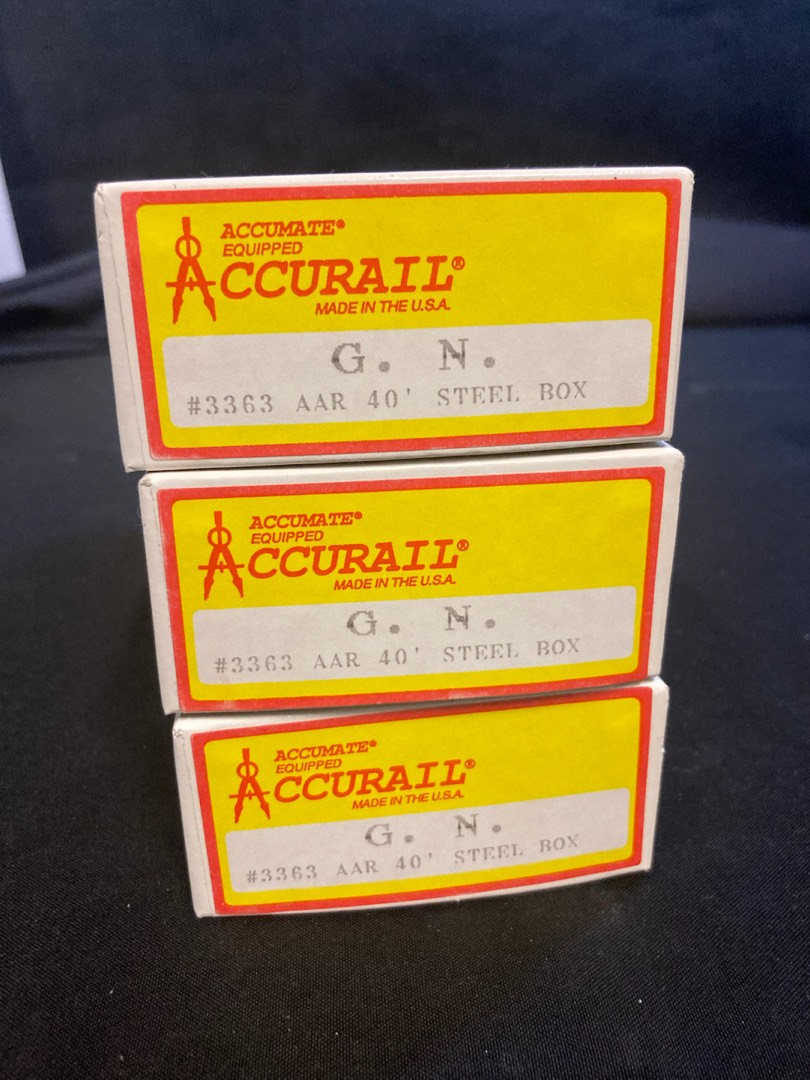 ACCUMATE®
EQUIPPED
ACCURAIL®
MADE IN THE U.S.A.
G. N.
#3363 AAR 40' STEEL BOX
ACCUMATE®
EQUIPPED
ACCURAIL®
MADE IN THE U.S.A.
G. N.
#3363 AAR 40' STEEL BOX
ACCUMATE®
EQUIPPED
ACCURAIL®
MADE IN THE U.S.A.
G. N.
#3363 AAR 40' STEEL BOX